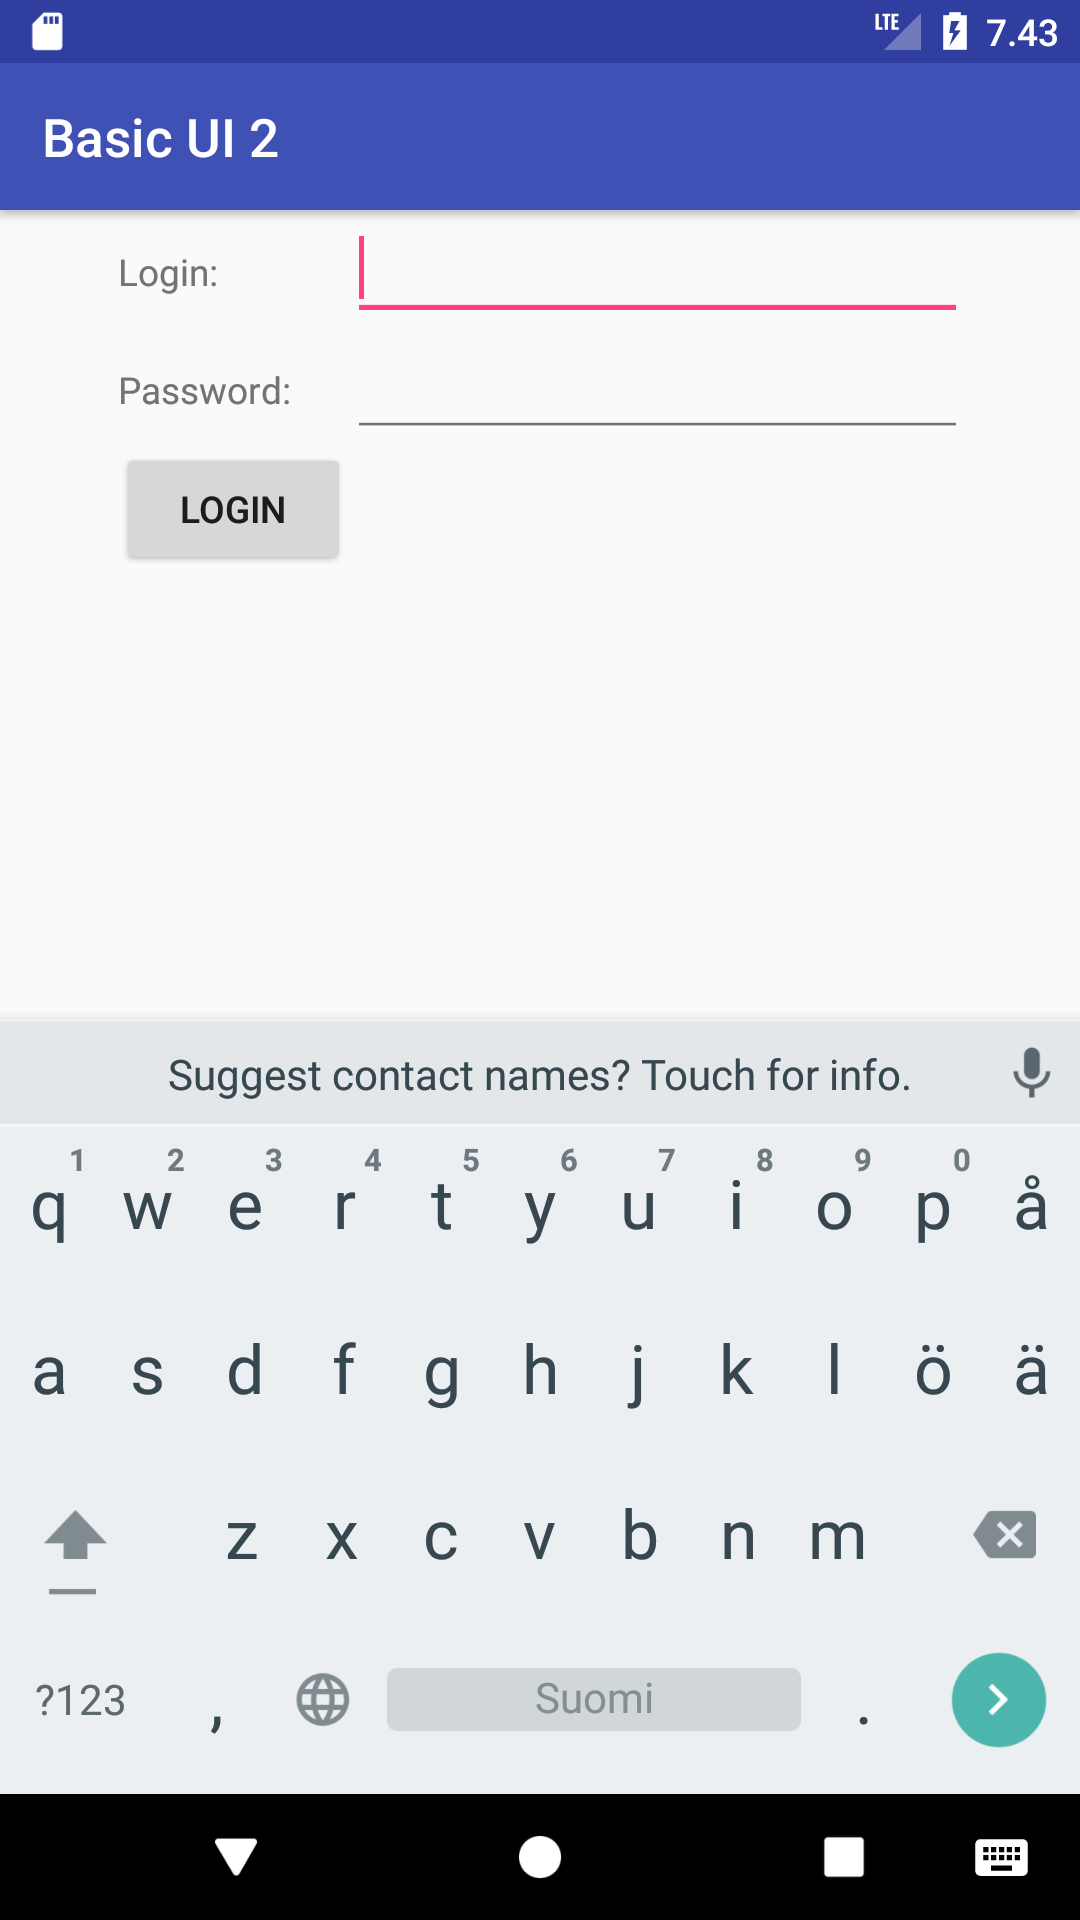 LTE 7.43
Basic UI 2
Login:
Password:
LOGIN
Suggest contact names? Touch for info.
1 2 3 4 5 6 7 8 9 0
q w e r t y u i o p å
a s d f g h j k l ö ä
z x c v b n m
?123 , Suomi .